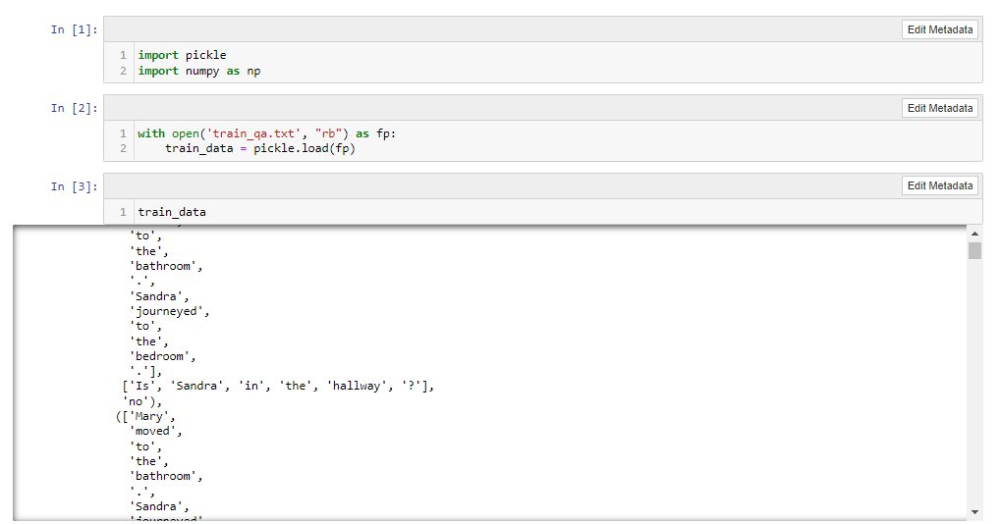 In [1]:
Edit Metadata
1 import pickle
2 import numpy as np
In [2]:
Edit Metadata
1 with open('train_qa.txt', "rb") as fp:
2     train_data = pickle.load(fp)
In [3]:
Edit Metadata
1 train_data
'to',
'the',
'bathroom',
'.',
'Sandra',
'journeyed',
'to',
'the',
'bedroom',
'.'],
['Is', 'Sandra', 'in', 'the', 'hallway', '?'],
'no'),
(['Mary',
'moved',
'to',
'the',
'bathroom',
'.',
'Sandra',